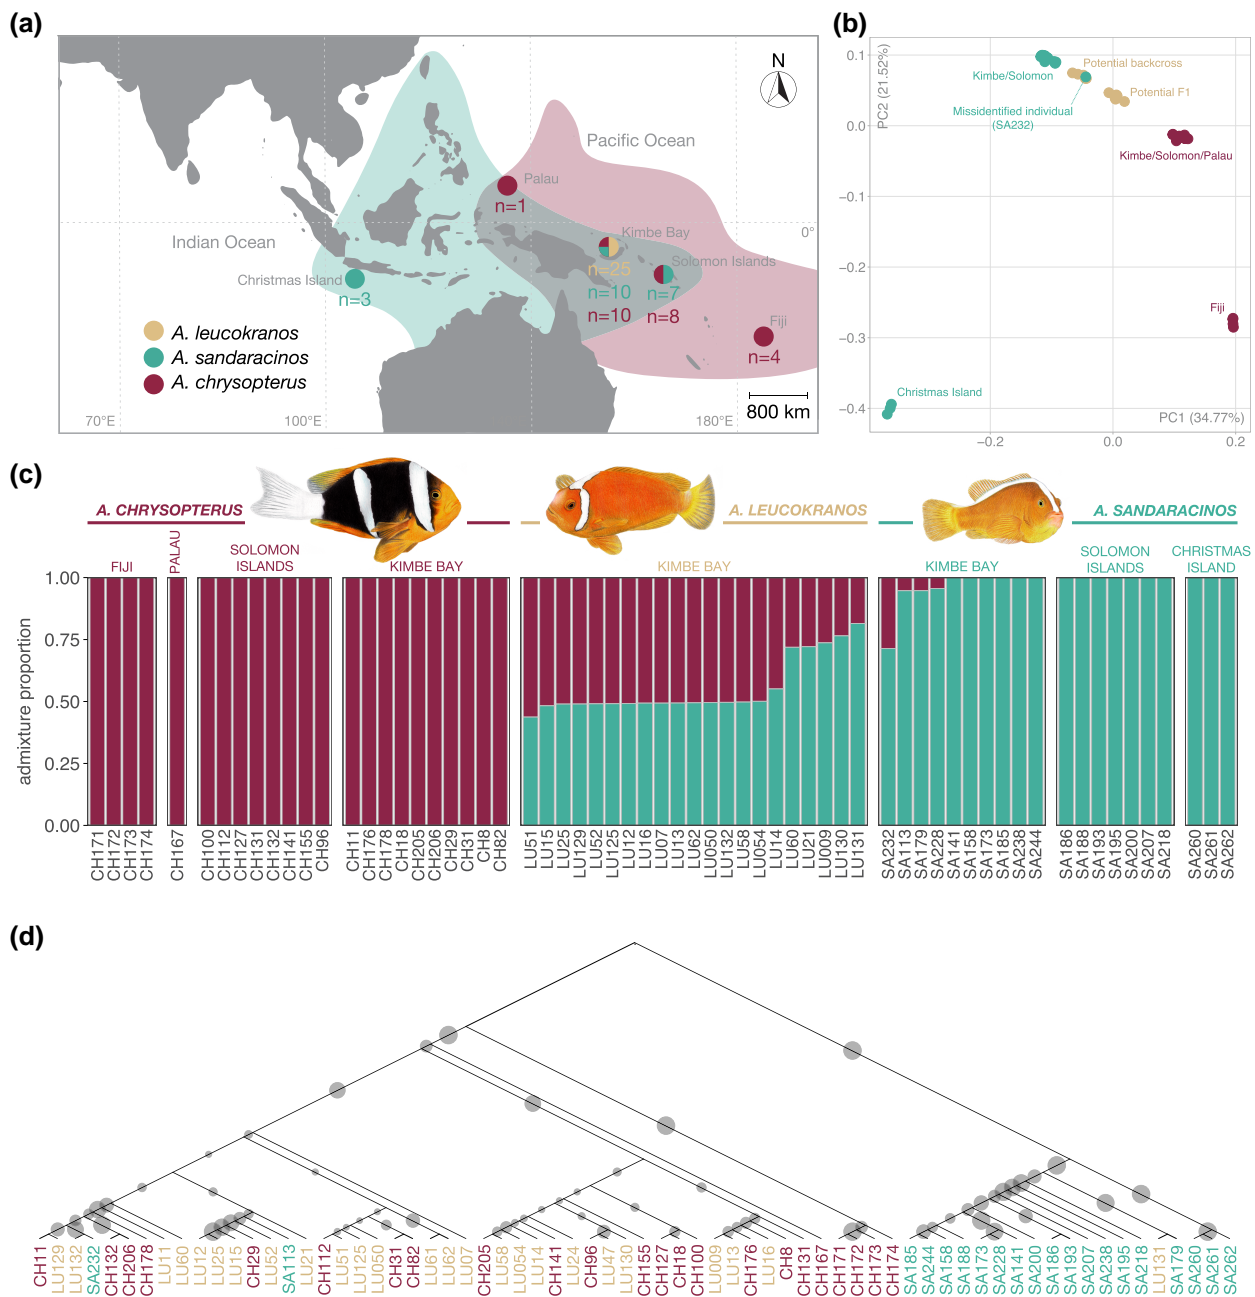 (a)
N
Pacific Ocean
Palau
n=1
Kimbe Bay
0°
Indian Ocean
Solomon Islands
n=25
Christmas Island
n=10
n=7
n=3
n=10
n=8
Fiji
n=4
A. leucokranos
A. sandaracinos
A. chrysopterus
800 km
70°E
100°E
180°E
(b)
PC2 (21.52%)
0.1
0.0
−0.1
−0.2
−0.3
−0.4
Kimbe/Solomon
Potential backcross
Potential F1
Missidentified individual
(SA232)
Kimbe/Solomon/Palau
Fiji
Christmas Island
PC1 (34.77%)
−0.2
0.0
0.2
(c)
A. CHRYSOPTERUS
A. LEUCOKRANOS
A. SANDARACINOS
FIJI
PALAU
SOLOMON
ISLANDS
KIMBE BAY
KIMBE BAY
KIMBE BAY
SOLOMON
ISLANDS
CHRISTMAS
ISLAND
admixture proportion
1.00
0.75
0.50
0.25
0.00
CH171
CH172
CH173
CH174
CH167
CH100
CH112
CH127
CH131
CH132
CH141
CH155
CH96
CH11
CH176
CH178
CH18
CH205
CH206
CH29
CH31
CH8
CH82
LU51
LU15
LU25
LU129
LU52
LU125
LU12
LU16
LU007
LU13
LU62
LU050
LU132
LU58
LU054
LU14
LU60
LU21
LU009
LU130
LU131
SA232
SA113
SA179
SA228
SA141
SA158
SA173
SA185
SA238
SA244
SA186
SA188
SA193
SA195
SA200
SA207
SA218
SA260
SA261
SA262
(d)
CH11
LU129
LU132
SA232
CH132
CH206
CH178
LU11
LU60
LU12
LU25
LU15
CH29
LU52
SA113
LU21
CH112
LU51
LU125
LU050
CH31
CH82
LU61
LU62
LU007
CH205
LU58
LU054
LU14
CH141
LU24
CH96
LU47
LU130
CH155
CH127
CH18
CH100
LU009
LU13
CH176
LU16
CH8
CH131
CH167
CH171
CH172
CH173
CH174
SA185
SA244
SA158
SA188
SA173
SA228
SA141
SA200
SA186
SA193
SA207
SA238
SA195
SA218
LU131
SA179
SA260
SA261
SA262